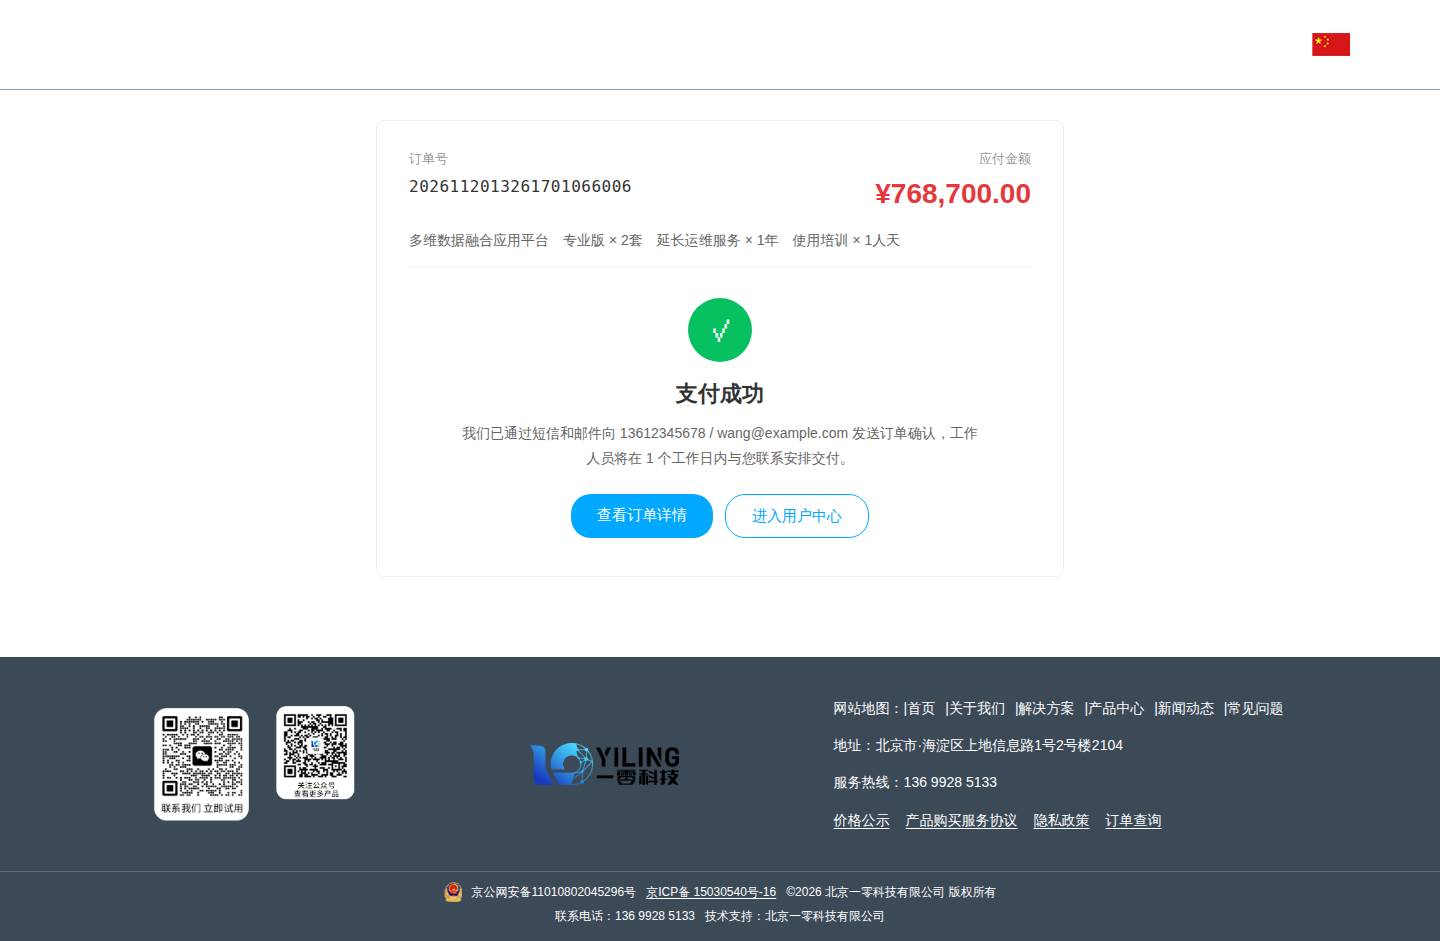 订单号
应付金额
2026112013261701066006
¥768,700.00
多维数据融合应用平台 专业版 × 2套 延长运维服务 × 1年 使用培训 × 1人天
支付成功
我们已通过短信和邮件向 13612345678 / wang@example.com 发送订单确认，工作
人员将在 1 个工作日内与您联系安排交付。
查看订单详情 进入用户中心
联系我们 立即试用
关注公众号
查看更多产品
YILING
一零科技
网站地图：|首页 |关于我们 |解决方案 |产品中心 |新闻动态 |常见问题
地址：北京市·海淀区上地信息路1号2号楼2104
服务热线：136 9928 5133
价格公示 产品购买服务协议 隐私政策 订单查询
京公网安备11010802045296号 京ICP备 15030540号-16 ©2026 北京一零科技有限公司 版权所有
联系电话：136 9928 5133 技术支持：北京一零科技有限公司